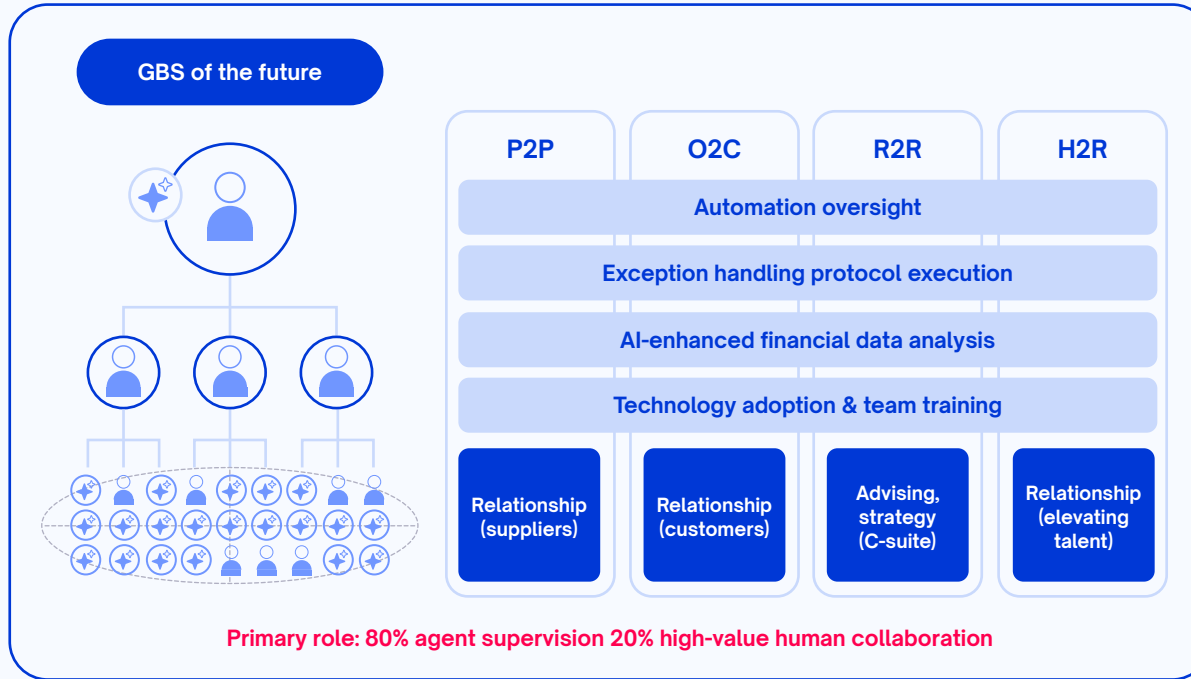 GBS of the future
P2P
O2C
R2R
H2R
Automation oversight
Exception handling protocol execution
AI-enhanced financial data analysis
Technology adoption & team training
Relationship
(suppliers)
Relationship
(customers)
Advising,
strategy
(C-suite)
Relationship
(elevating
talent)
Primary role: 80% agent supervision 20% high-value human collaboration